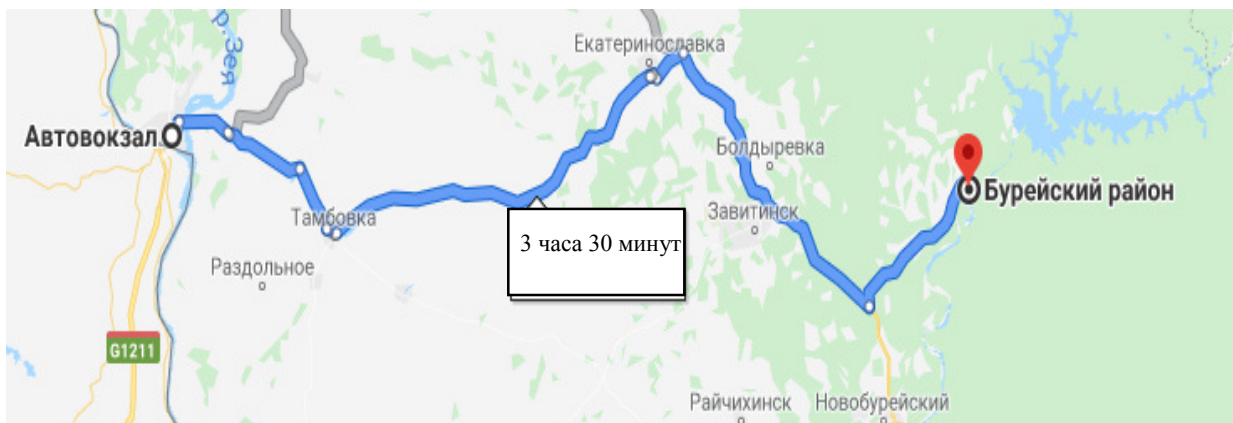 р. Зея
Екатеринославка
Автовокзал
Болдыревка
Бурейский район
Тамбовка
Завитинск
3 часа 30 минут
Раздольное
G1211
Райчихинск
Новобурейский